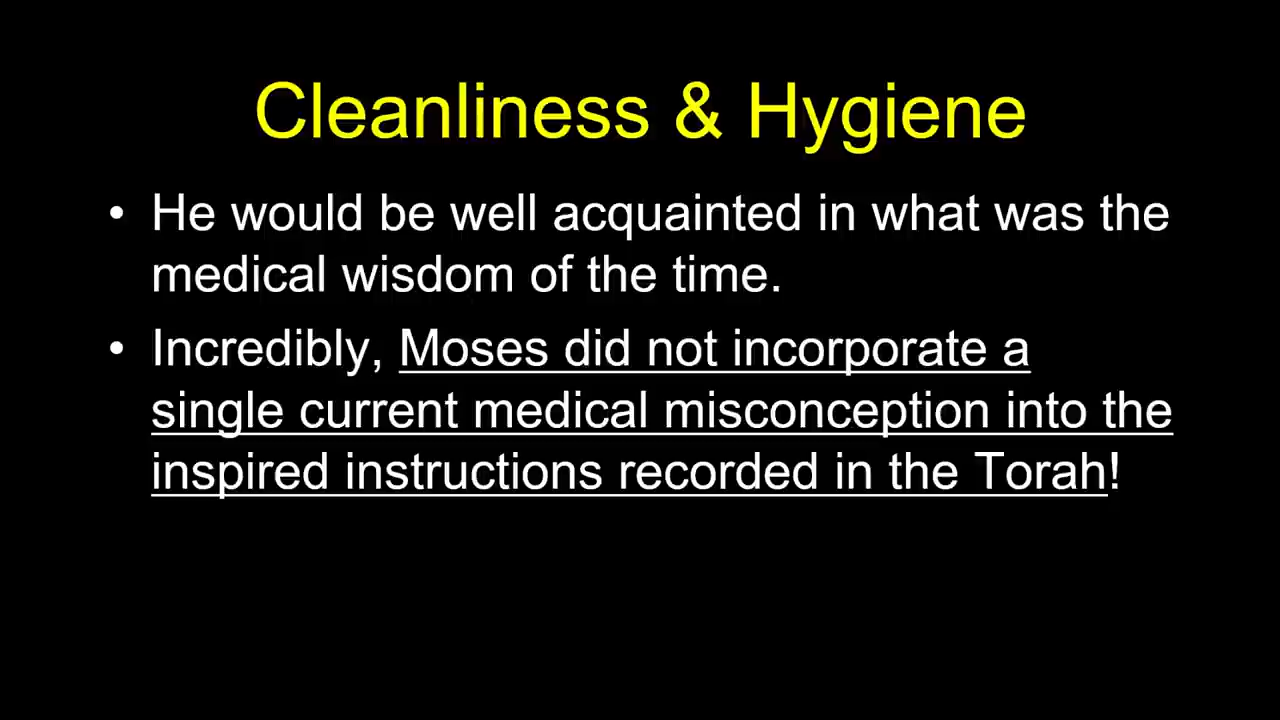 Cleanliness & Hygiene
• He would be well acquainted in what was the
medical wisdom of the time.
• Incredibly, Moses did not incorporate a
single current medical misconception into the
inspired instructions recorded in the Torah!